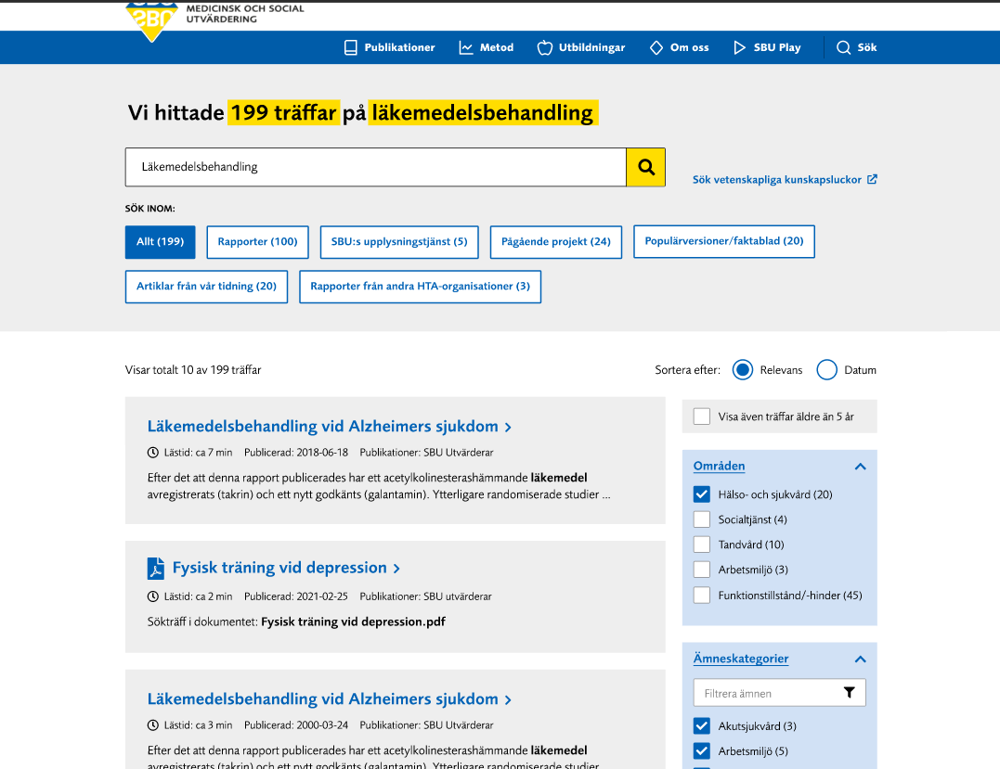 SBU
MEDICINSK OCH SOCIAL
UTVÄRDERING
Publikationer
Metod
Utbildningar
Om oss
SBU Play
Sök
Vi hittade 199 träffar på läkemedelsbehandling
Läkemedelsbehandling
Sök vetenskapliga kunskapsluckor
SÖK INOM:
Allt (199)
Rapporter (100)
SBU:s upplysningstjänst (5)
Pågående projekt (24)
Populärversioner/faktablad (20)
Artiklar från vår tidning (20)
Rapporter från andra HTA-organisationer (3)
Visar totalt 10 av 199 träffar
Sortera efter:
Relevans
Datum
Läkemedelsbehandling vid Alzheimers sjukdom
Lästid: ca 7 min Publicerad: 2018-06-18 Publikationer: SBU Utvärderar
Efter det att denna rapport publicerades har ett acetylkolinesterashämmande läkemedel
avregistrerats (takrin) och ett nytt godkänts (galantamin). Ytterligare randomiserade studier ...
Fysisk träning vid depression
Lästid: ca 2 min Publicerad: 2021-02-25 Publikationer: SBU utvärderar
Sökträff i dokumentet: Fysisk träning vid depression.pdf
Läkemedelsbehandling vid Alzheimers sjukdom
Lästid: ca 3 min Publicerad: 2000-03-24 Publikationer: SBU Utvärderar
Efter det att denna rapport publicerades har ett acetylkolinesterashämmande läkemedel
avregistrerats (takrin) och ett nytt godkänts (galantamin). Ytterligare randomiserade studier
Visa även träffar äldre än 5 år
Områden
Hälso- och sjukvård (20)
Socialtjänst (4)
Tandvård (10)
Arbetsmiljö (3)
Funktionstillstånd/-hinder (45)
Ämneskategorier
Filtrera ämnen
Akutsjukvård (3)
Arbetsmiljö (5)